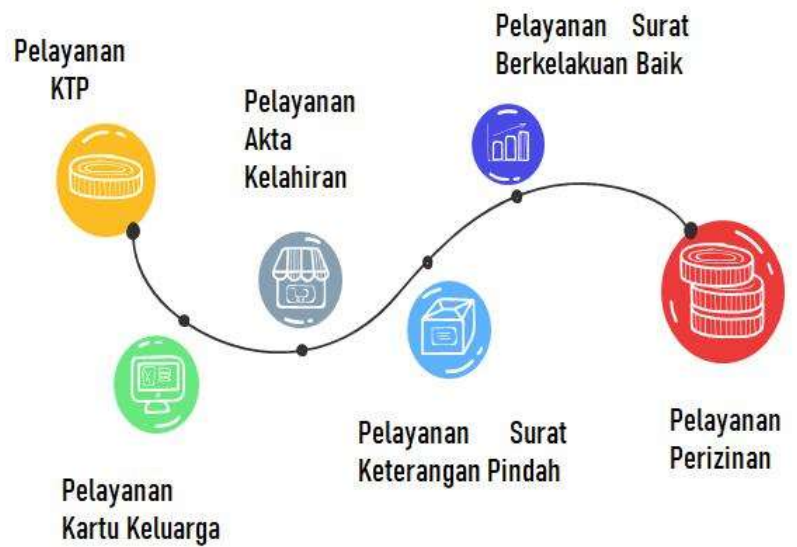 Pelayanan
KTP
Pelayanan
Kartu Keluarga
Pelayanan
Akta
Kelahiran
Pelayanan Surat
Keterangan Pindah
Pelayanan Surat
Berkelakuan Baik
Pelayanan
Perizinan